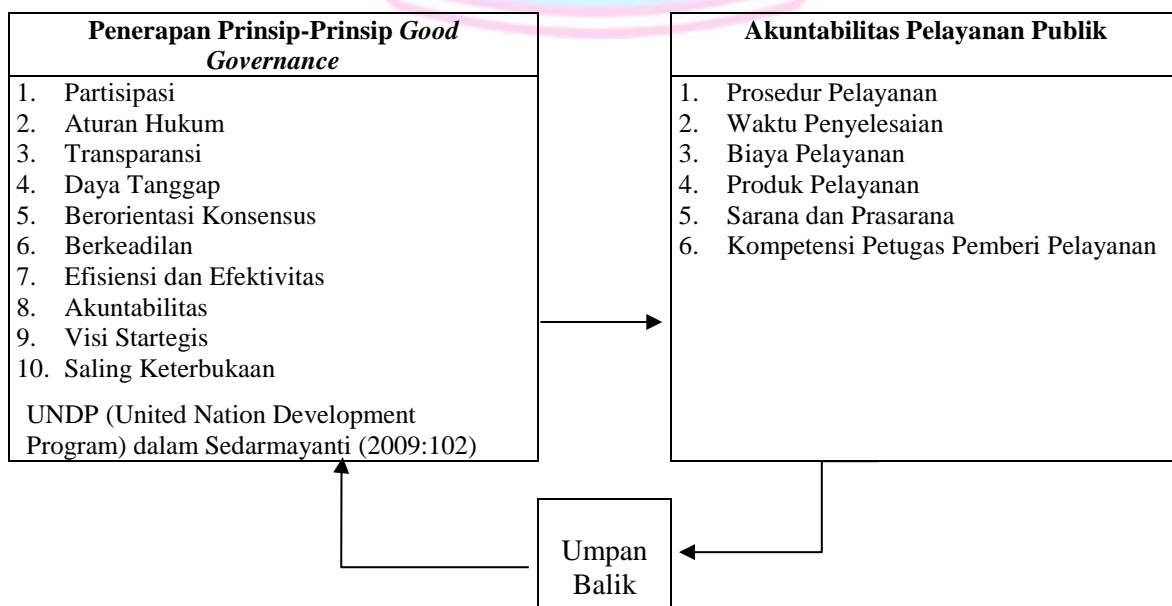 Penerapan Prinsip-Prinsip Good
Governance
1. Partisipasi
2. Aturan Hukum
3. Transparansi
4. Daya Tanggap
5. Berorientasi Konsensus
6. Berkeadilan
7. Efisiensi dan Efektivitas
8. Akuntabilitas
9. Visi Startegis
10. Saling Keterbukaan
UNDP (United Nation Development
Program) dalam Sedarmayanti (2009:102)
Akuntabilitas Pelayanan Publik
1. Prosedur Pelayanan
2. Waktu Penyelesaian
3. Biaya Pelayanan
4. Produk Pelayanan
5. Sarana dan Prasarana
6. Kompetensi Petugas Pemberi Pelayanan
Umpan
Balik